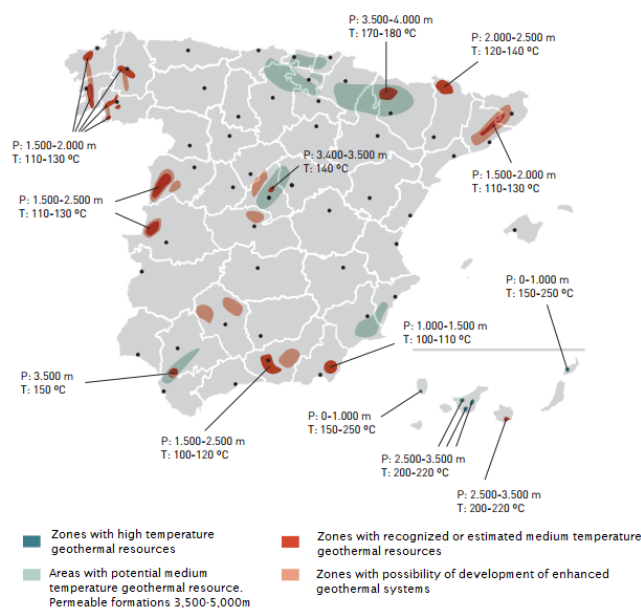 P: 3.500-4.000 m
T: 170-180 ºC
P: 2.000-2.500 m
T: 120-140 ºC
P: 1.500-2.000 m
T: 110-130 ºC
P: 3.400-3.500 m
T: 140 ºC
P: 1.500-2.000 m
T: 110-130 ºC
P: 1.500-2.500 m
T: 110-130 ºC
P: 0-1.000 m
T: 150-250 ºC
P: 1.000-1.500 m
T: 100-110 ºC
P: 3.500 m
T: 150 ºC
P: 0-1.000 m
T: 150-250 ºC
P: 1.500-2.500 m
T: 100-120 ºC
P: 2.500-3.500 m
T: 200-220 ºC
P: 2.500-3.500 m
T: 200-220 ºC
Zones with high temperature
geothermal resources
Areas with potential medium
temperature geothermal resource.
Permeable formations 3,500-5,000m
Zones with recognized or estimated medium temperature
geothermal resources
Zones with possibility of development of enhanced
geothermal systems